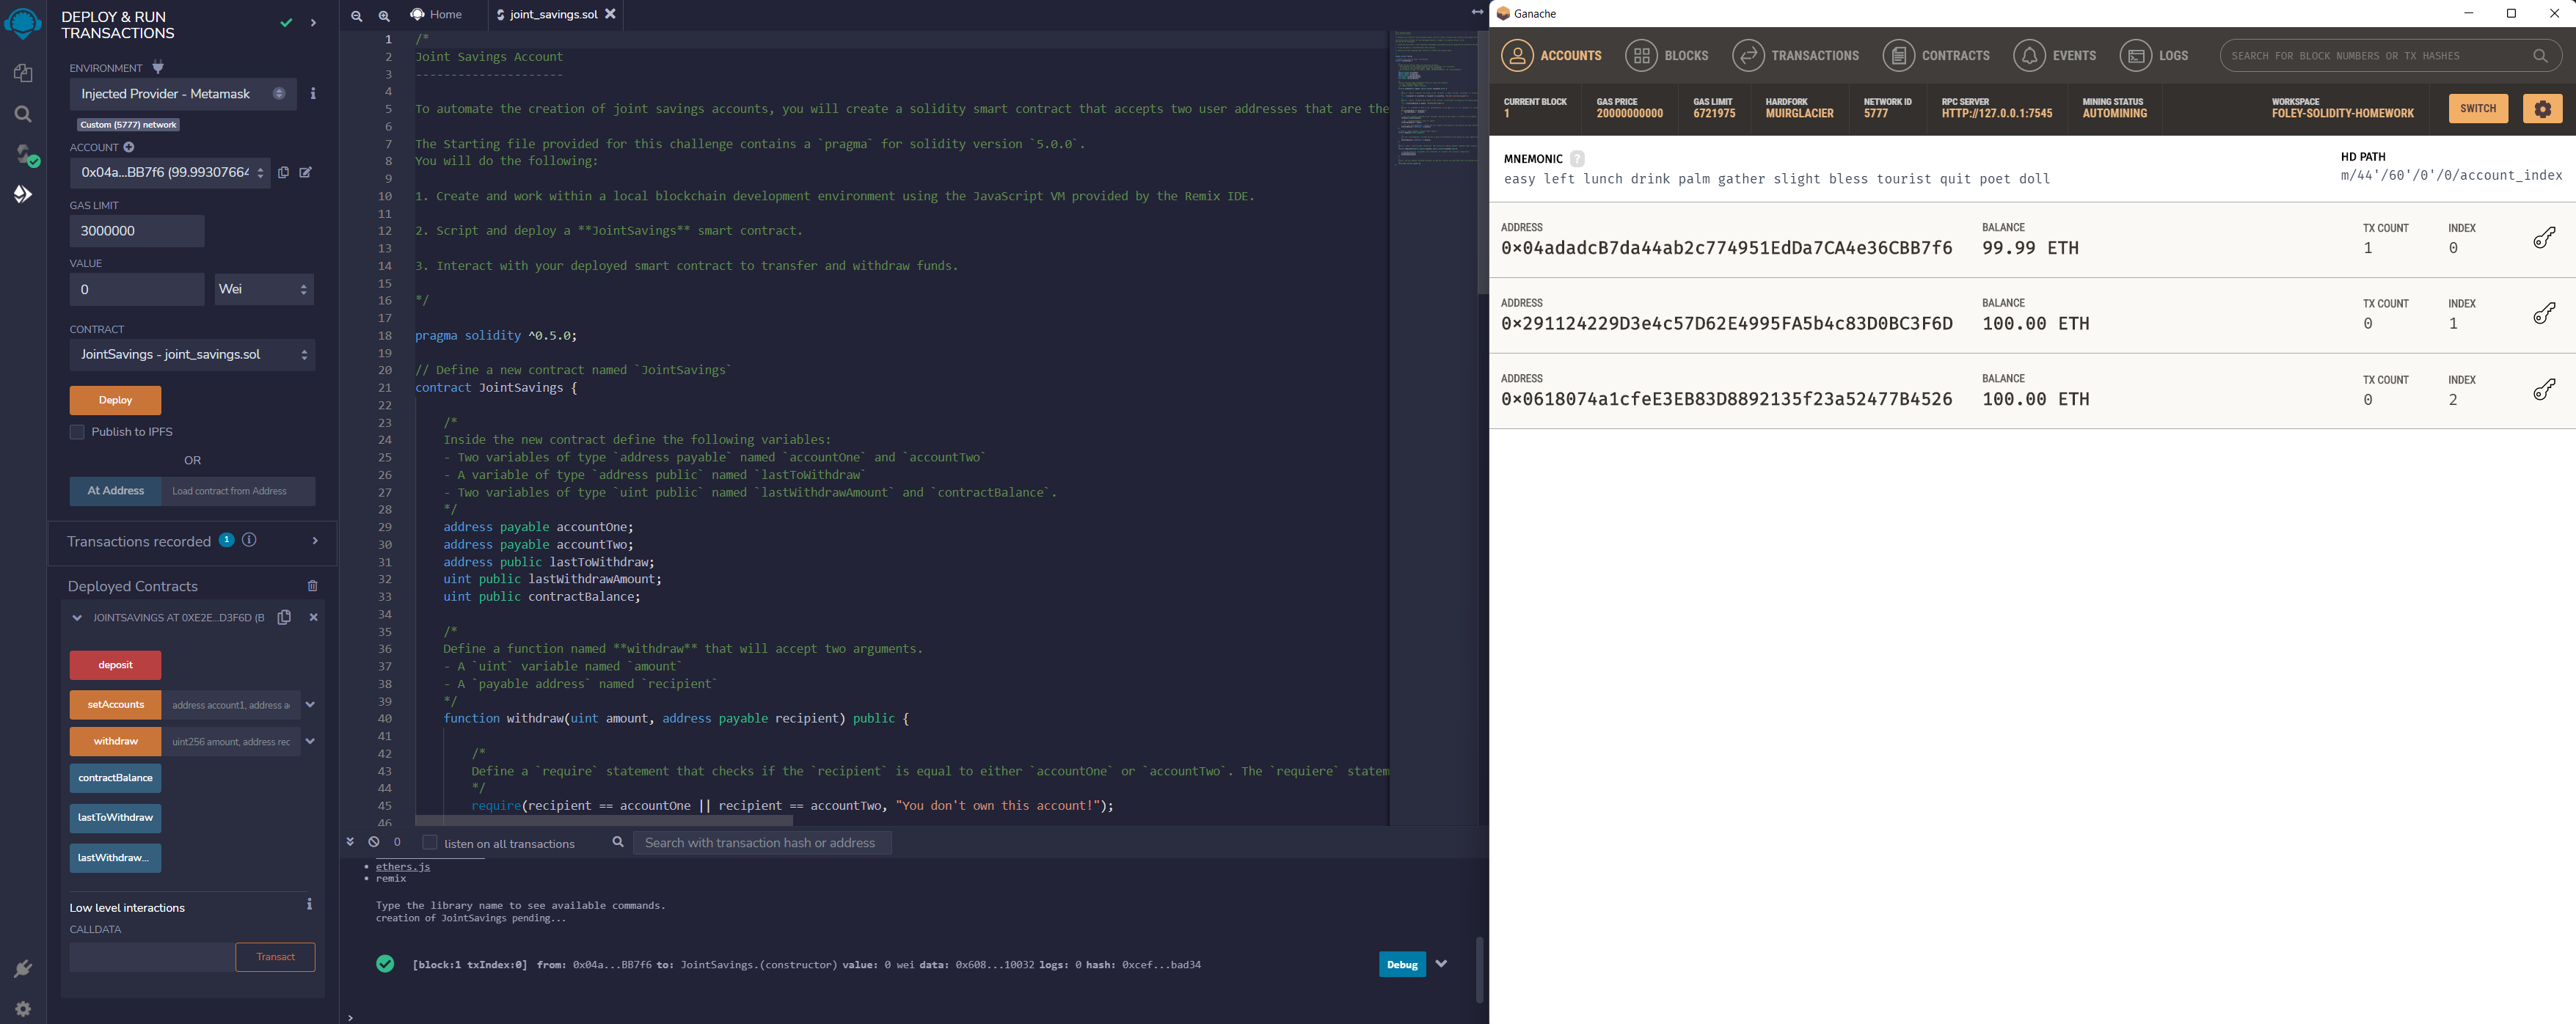 DEPLOY & RUN
TRANSACTIONS
ENVIRONMENT
Injected Provider - Metamask
Custom (5777) network
ACCOUNT
0x04a...BB7f6 (99.99307664
GAS LIMIT
3000000
VALUE
0
Wei
CONTRACT
JointSavings - joint_savings.sol
Deploy
Publish to IPFS
OR
At Address
Load contract from Address
Transactions recorded 1
Deployed Contracts
JOINTSAVINGS AT 0XE2E...D3F6D (B
deposit
setAccounts
address account1, address a
withdraw
uint256 amount, address rec
contractBalance
lastToWithdraw
lastWithdraw...
Low level interactions
CALLDATA
Transact
Home
joint_savings.sol
1 /*
2 Joint Savings Account
3 ---------------------
4
5 To automate the creation of joint savings accounts, you will create a solidity smart contract that accepts two user addresses that are the
6
7 The Starting file provided for this challenge contains a `pragma` for solidity version `5.0.0`.
8 You will do the following:
9
10 1. Create and work within a local blockchain development environment using the JavaScript VM provided by the Remix IDE.
11
12 2. Script and deploy a **JointSavings** smart contract.
13
14 3. Interact with your deployed smart contract to transfer and withdraw funds.
15
16 */
17
18 pragma solidity ^0.5.0;
19
20 // Define a new contract named `JointSavings`
21 contract JointSavings {
22
23 /*
24 Inside the new contract define the following variables:
25 - Two variables of type `address payable` named `accountOne` and `accountTwo`
26 - A variable of type `address public` named `lastToWithdraw`
27 - Two variables of type `uint public` named `lastWithdrawAmount` and `contractBalance`.
28 */
29 address payable accountOne;
30 address payable accountTwo;
31 address public lastToWithdraw;
32 uint public lastWithdrawAmount;
33 uint public contractBalance;
34
35 /*
36 Define a function named **withdraw** that will accept two arguments.
37 - A `uint` variable named `amount`
38 - A `payable address` named `recipient`
39 */
40 function withdraw(uint amount, address payable recipient) public {
41
42 /*
43 Define a `require` statement that checks if the `recipient` is equal to either `accountOne` or `accountTwo`. The `requiere` statem
44 */
45 require(recipient == accountOne || recipient == accountTwo, "You don't own this account!");
46
0
listen on all transactions
Search with transaction hash or address
• ethers.js
• remix
Type the library name to see available commands.
creation of JointSavings pending...
[block:1 txIndex:0] from: 0x04a...BB7f6 to: JointSavings.(constructor) value: 0 wei data: 0x608...10032 logs: 0 hash: 0xcef...bad34
Debug
>
Ganache
ACCOUNTS
BLOCKS
TRANSACTIONS
CONTRACTS
EVENTS
LOGS
SEARCH FOR BLOCK NUMBERS OR TX HASHES
CURRENT BLOCK
1
GAS PRICE
20000000000
GAS LIMIT
6721975
HARDFORK
MUIRGLACIER
NETWORK ID
5777
RPC SERVER
HTTP://127.0.0.1:7545
MINING STATUS
AUTOMINING
WORKSPACE
FOLEY-SOLIDITY-HOMEWORK
SWITCH
MNEMONIC ?
easy left lunch drink palm gather slight bless tourist quit poet doll
HD PATH
m/44'/60'/0'/0/account_index
ADDRESS
0×04adadcB7da44ab2c774951EdDa7CA4e36CBB7f6
BALANCE
99.99 ETH
TX COUNT
1
INDEX
0
ADDRESS
0×291124229D3e4c57D62E4995FA5b4c83D0BC3F6D
BALANCE
100.00 ETH
TX COUNT
0
INDEX
1
ADDRESS
0×0618074a1cfeE3EB83D8892135f23a52477B4526
BALANCE
100.00 ETH
TX COUNT
0
INDEX
2